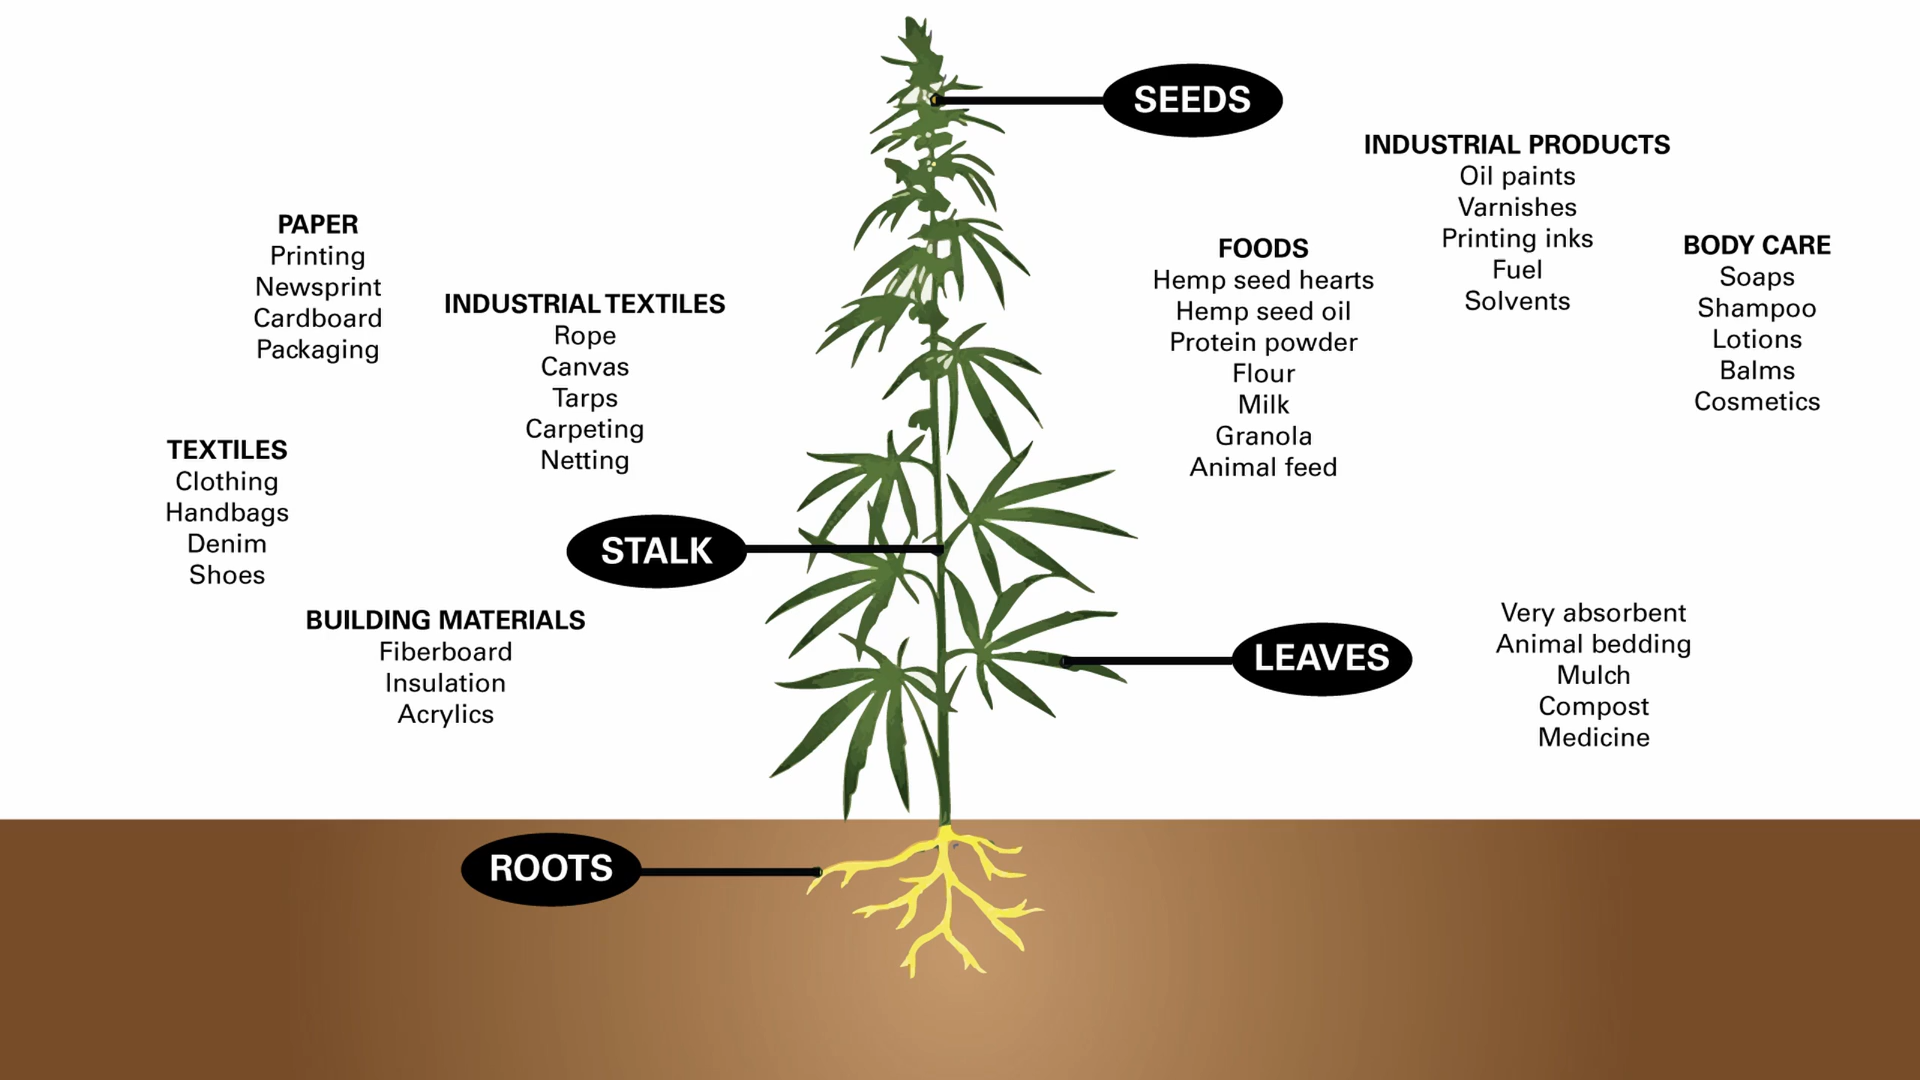 SEEDS
INDUSTRIAL PRODUCTS
Oil paints
Varnishes
Printing inks
Fuel
Solvents
PAPER
Printing
Newsprint
Cardboard
Packaging
FOODS
Hemp seed hearts
Hemp seed oil
Protein powder
Flour
Milk
Granola
Animal feed
BODY CARE
Soaps
Shampoo
Lotions
Balms
Cosmetics
INDUSTRIAL TEXTILES
Rope
Canvas
Tarps
Carpeting
Netting
TEXTILES
Clothing
Handbags
Denim
Shoes
STALK
BUILDING MATERIALS
Fiberboard
Insulation
Acrylics
LEAVES
Very absorbent
Animal bedding
Mulch
Compost
Medicine
ROOTS